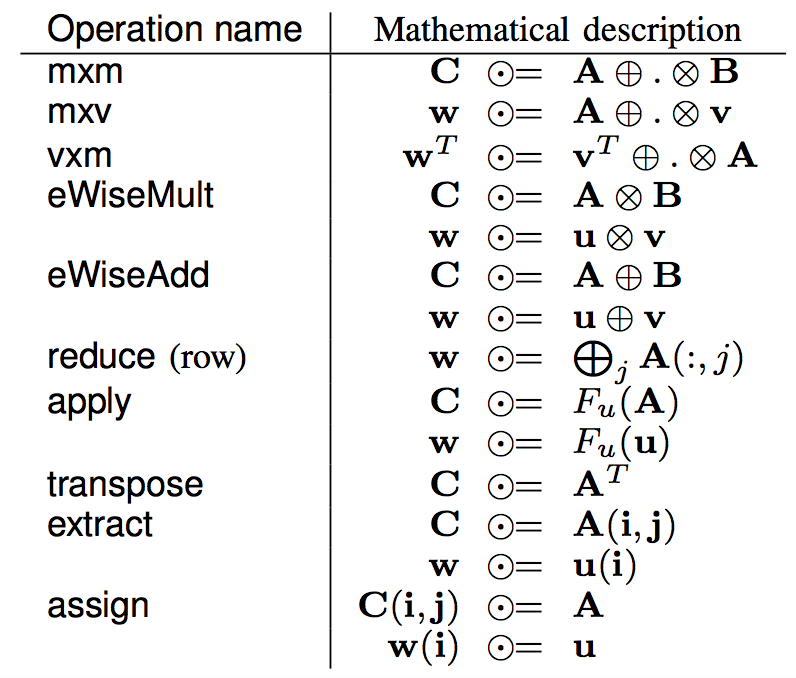 Operation name Mathematical description
mxm C ⊙= A ⊕ . ⊗ B
mxv w ⊙= A ⊕ . ⊗ v
vxm w^T ⊙= v^T ⊕ . ⊗ A
eWiseMult C ⊙= A ⊗ B
w ⊙= u ⊗ v
eWiseAdd C ⊙= A ⊕ B
w ⊙= u ⊕ v
reduce (row) w ⊙= ⊕_j A(:, j)
apply C ⊙= F_u(A)
w ⊙= F_u(u)
transpose C ⊙= A^T
extract C ⊙= A(i, j)
w ⊙= u(i)
assign C(i, j) ⊙= A
w(i) ⊙= u